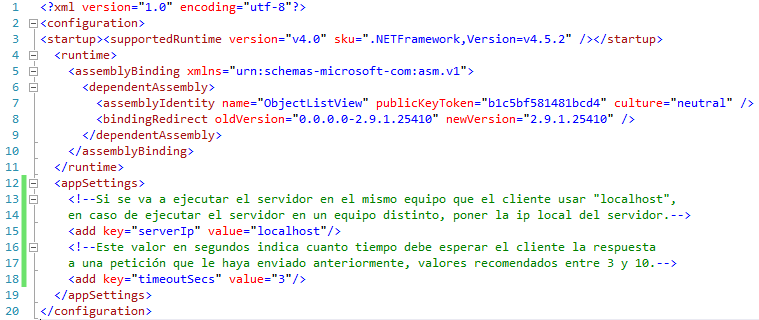 1 <?xml version="1.0" encoding="utf-8"?>
2 <configuration>
3 <startup><supportedRuntime version="v4.0" sku=".NETFramework,Version=v4.5.2" /></startup>
4 <runtime>
5 <assemblyBinding xmlns="urn:schemas-microsoft-com:asm.v1">
6 <dependentAssembly>
7 <assemblyIdentity name="ObjectListView" publicKeyToken="b1c5bf581481bcd4" culture="neutral" />
8 <bindingRedirect oldVersion="0.0.0.0-2.9.1.25410" newVersion="2.9.1.25410" />
9 </dependentAssembly>
10 </assemblyBinding>
11 </runtime>
12 <appSettings>
13 <!--Si se va a ejecutar el servidor en el mismo equipo que el cliente usar "localhost",
14 en caso de ejecutar el servidor en un equipo distinto, poner la ip local del servidor.-->
15 <add key="serverIp" value="localhost"/>
16 <!--Este valor en segundos indica cuanto tiempo debe esperar el cliente la respuesta
17 a una petición que le haya enviado anteriormente, valores recomendados entre 3 y 10.-->
18 <add key="timeoutSecs" value="3"/>
19 </appSettings>
20 </configuration>